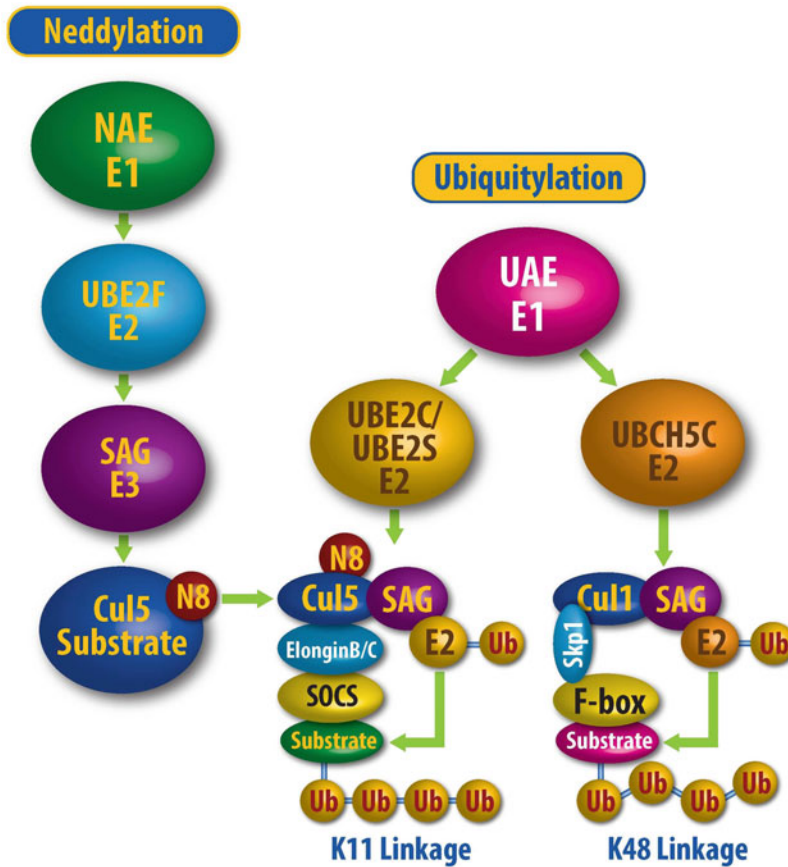 Neddylation
NAE
E1
UBE2F
E2
SAG
E3
Cul5
Substrate
N8
Ubiquitylation
UAE
E1
UBE2C/
UBE2S
E2
UBCH5C
E2
N8
Cul5
SAG
E2
Ub
ElonginB/C
SOCS
Substrate
Ub
Ub
Ub
Ub
K11 Linkage
Cul1
SAG
Skp1
E2
Ub
F-box
Substrate
Ub
Ub
Ub
Ub
K48 Linkage